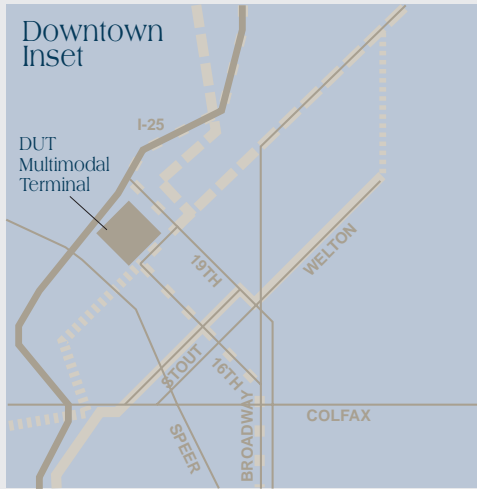 Downtown
Inset
I-25
DUT
Multimodal
Terminal
19TH
WELTON
STOUT
16TH
BROADWAY
COLFAX
SPEER